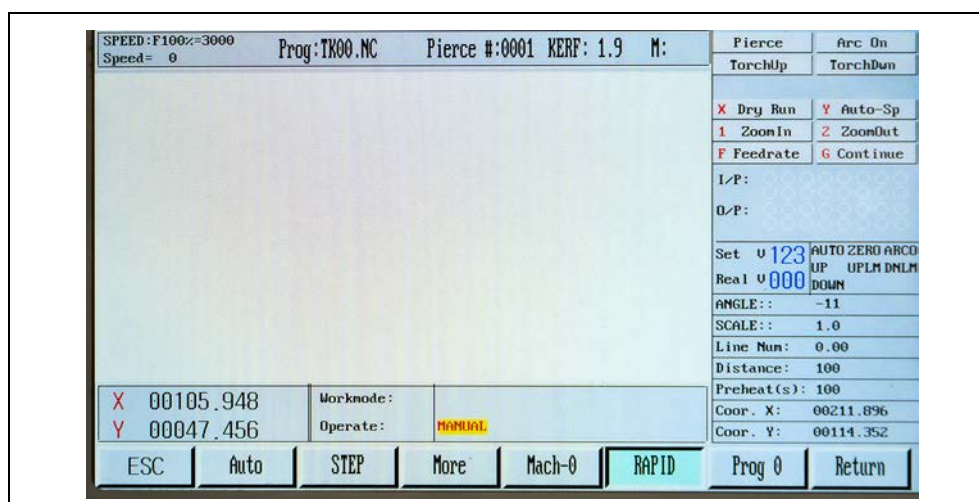 SPEED:F100%=3000
Speed= 0
Prog:TK00.NC Pierce #:0001 KERF: 1.9 M:
Pierce Arc On
TorchUp TorchDwn
X Dry Run Y Auto-Sp
1 ZoomIn 2 ZoomOut
F Feedrate G Continue
I/P:
O/P:
Set V 123 AUTO ZERO ARCO
UP UPLM DNLM
Real V 000 DOWN
ANGLE:: -11
SCALE:: 1.0
Line Num: 0.00
Distance: 100
Preheat(s): 100
Coor. X: 00211.896
Coor. Y: 00114.352
X 00105.948 Workmode:
Y 00047.456 Operate: MANUAL
ESC Auto STEP More Mach-0 RAPID Prog 0 Return